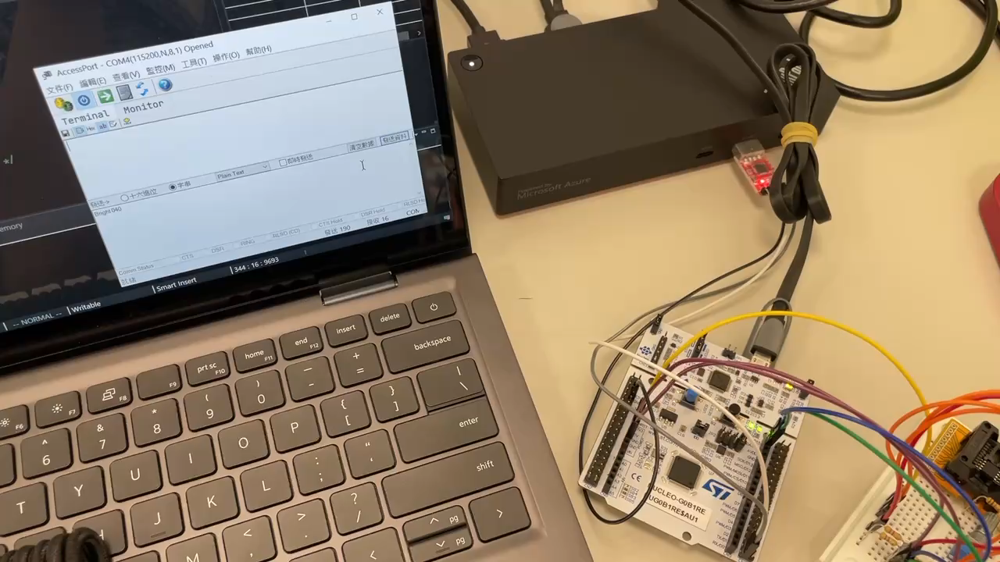 AccessPort - COM4(115200,N,8,1) Opened
文件(F) 編輯(E) 查看(V) 監控(M) 工具(T) 操作(O) 幫助(H)
Terminal Monitor
Hex ab
清空數據 發送資料
發送-> 十六進位 字串 Plain Text 即時發送
Bright 040
Comm Status CTS DSR RING RLSD (CD) CTS Hold DSR Hold
就緒 發送 190 接收 16 COM
*/
emory
-- NORMAL -- Writable Smart Insert 344 : 16 : 9693
Microsoft Azure
F6 F7 F8 F9 prt sc F10 home F11 end F12 insert delete
^ 6 & 7 * 8 ( 9 ) 0 _ - + = backspace
T Y U I O P { [ } ] | \
H J K L : ; " ' enter
M < , > . ? / shift
< pg pg >
CE
ST
NUCLEO-G0B1RE
UG0B1RE$AU1